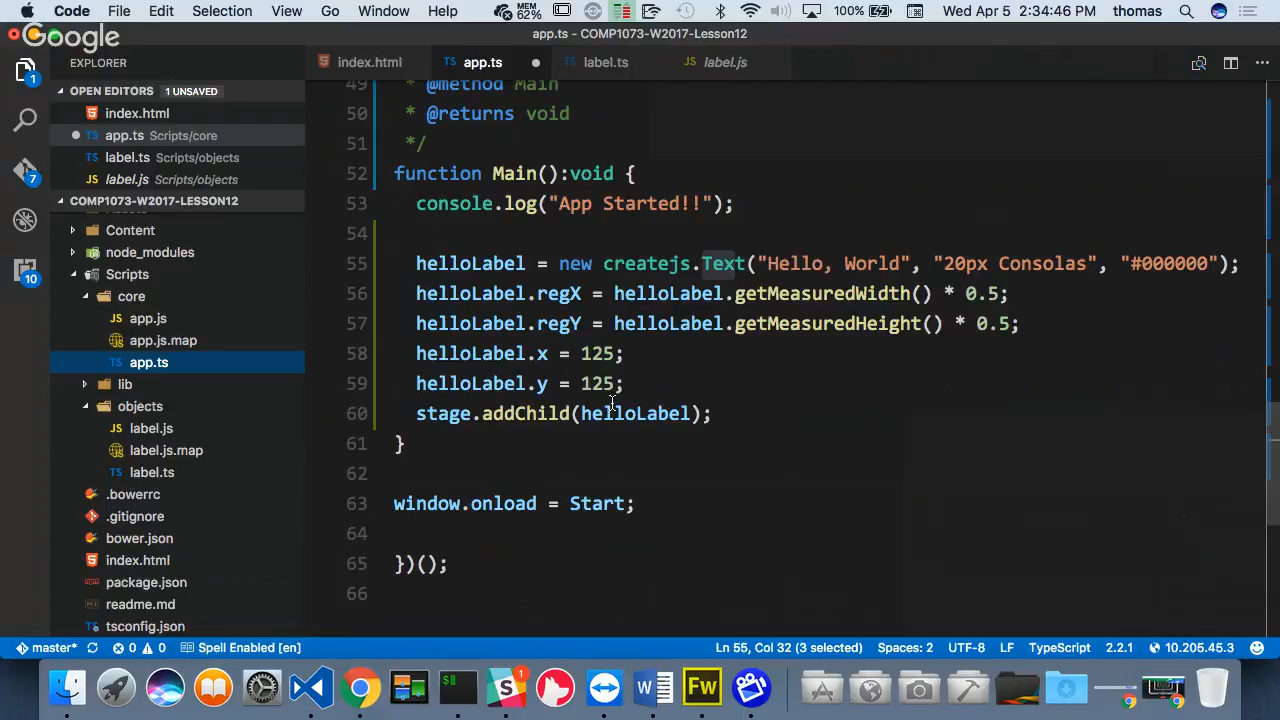 Code File Edit Selection View Go Window Help MEM 62% 100% Wed Apr 5 2:34:46 PM thomas
Google
app.ts - COMP1073-W2017-LESSON12
EXPLORER
index.html app.ts label.ts label.js
OPEN EDITORS 1 UNSAVED
index.html
app.ts Scripts/core
label.ts Scripts/objects
label.js Scripts/objects
COMP1073-W2017-LESSON12
Content
node_modules
Scripts
core
app.js
app.js.map
app.ts
lib
objects
label.js
label.js.map
label.ts
.bowerrc
.gitignore
bower.json
index.html
package.json
readme.md
tsconfig.json
1
7
10
49 * @method Main
50 * @returns void
51 */
52 function Main():void {
53 console.log("App Started!!");
54
55 helloLabel = new createjs.Text("Hello, World", "20px Consolas", "#000000");
56 helloLabel.regX = helloLabel.getMeasuredWidth() * 0.5;
57 helloLabel.regY = helloLabel.getMeasuredHeight() * 0.5;
58 helloLabel.x = 125;
59 helloLabel.y = 125;
60 stage.addChild(helloLabel);
61 }
62
63 window.onload = Start;
64
65 })();
66
master* 0 0 Spell Enabled [en] Ln 55, Col 32 (3 selected) Spaces: 2 UTF-8 LF TypeScript 2.2.1 10.205.45.3
1 W Fw